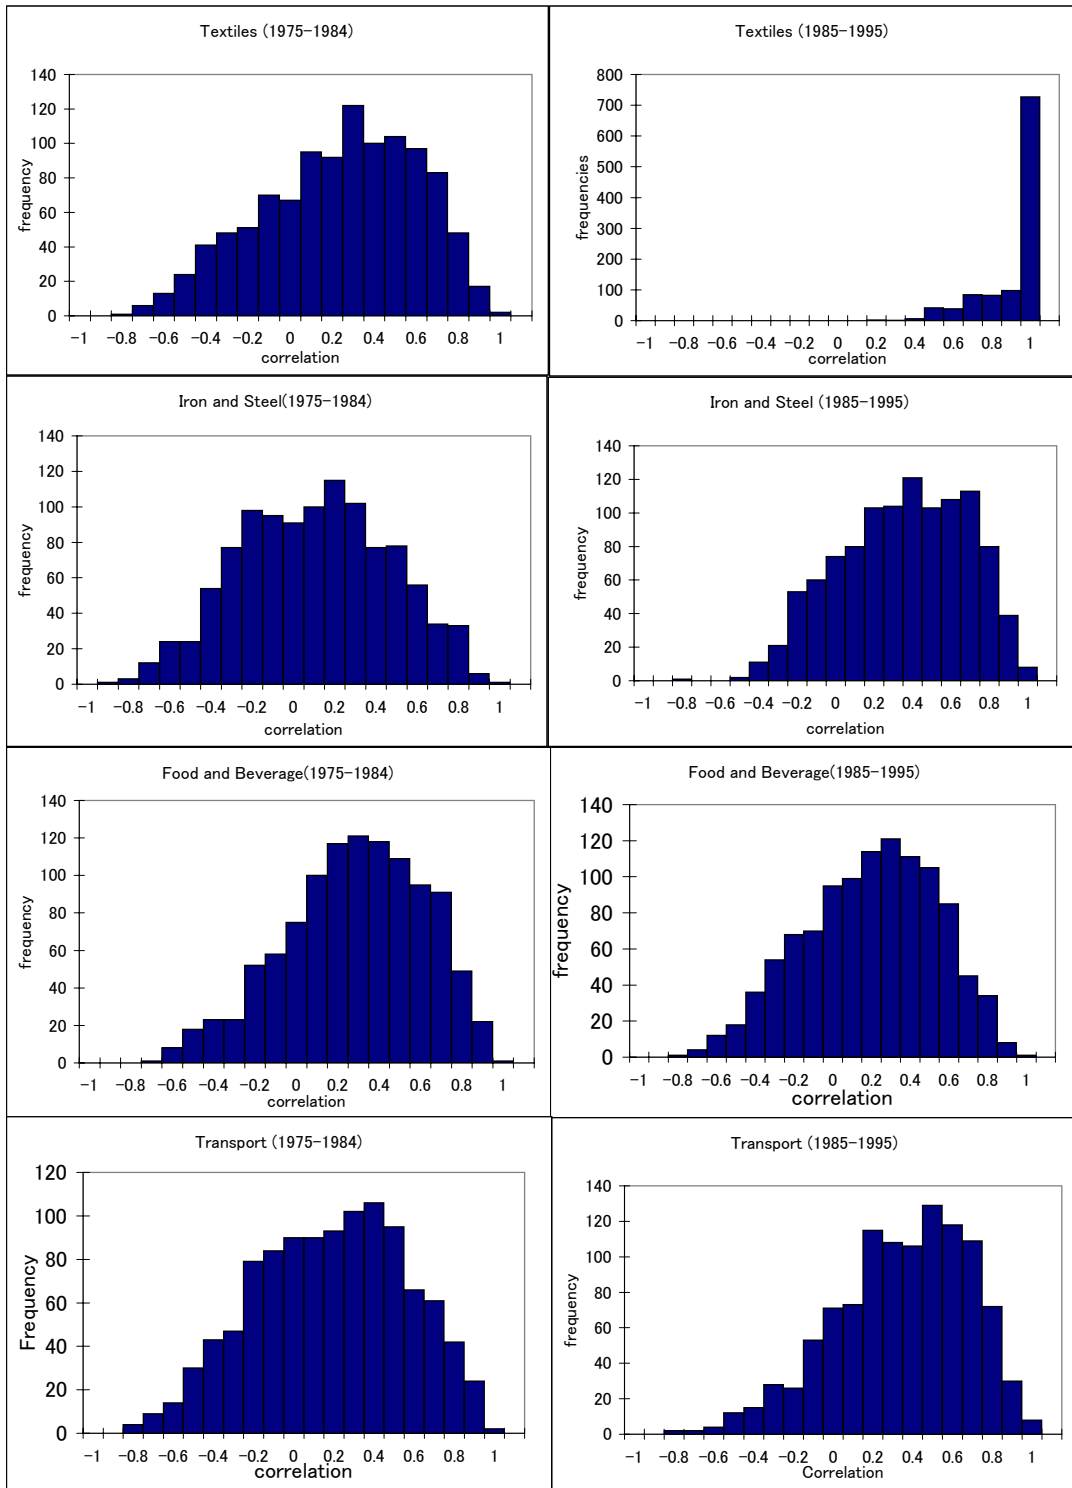 Textiles (1975-1984)
140
120
100
80
60
40
20
0
frequency
-1 -0.8 -0.6 -0.4 -0.2 0 0.2 0.4 0.6 0.8 1
correlation
Textiles (1985-1995)
800
700
600
500
400
300
200
100
0
frequencies
-1 -0.8 -0.6 -0.4 -0.2 0 0.2 0.4 0.6 0.8 1
correlation
Iron and Steel(1975-1984)
140
120
100
80
60
40
20
0
frequency
-1 -0.8 -0.6 -0.4 -0.2 0 0.2 0.4 0.6 0.8 1
correlation
Iron and Steel (1985-1995)
140
120
100
80
60
40
20
0
frequency
-1 -0.8 -0.6 -0.4 -0.2 0 0.2 0.4 0.6 0.8 1
correlation
Food and Beverage(1975-1984)
140
120
100
80
60
40
20
0
frequency
-1 -0.8 -0.6 -0.4 -0.2 0 0.2 0.4 0.6 0.8 1
correlation
Food and Beverage(1985-1995)
140
120
100
80
60
40
20
0
frequency
-1 -0.8 -0.6 -0.4 -0.2 0 0.2 0.4 0.6 0.8 1
correlation
Transport (1975-1984)
120
100
80
60
40
20
0
Frequency
-1 -0.8 -0.6 -0.4 -0.2 0 0.2 0.4 0.6 0.8 1
correlation
Transport (1985-1995)
140
120
100
80
60
40
20
0
frequency
-1 -0.8 -0.6 -0.4 -0.2 0 0.2 0.4 0.6 0.8 1
Correlation